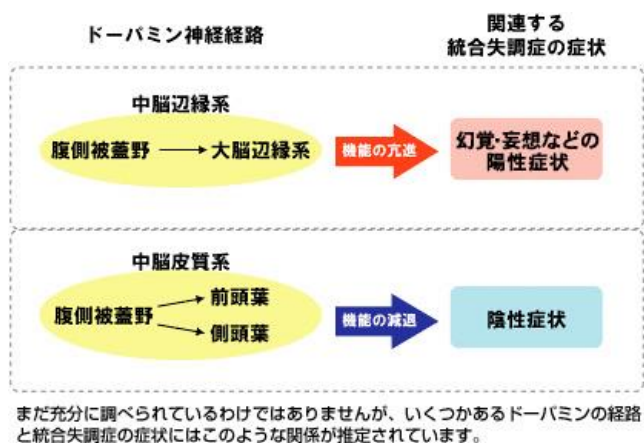 ドーパミン神経経路
関連する
統合失調症の症状
中脳辺縁系
腹側被蓋野
大脳辺縁系
機能の亢進
幻覚・妄想などの
陽性症状
中脳皮質系
腹側被蓋野
前頭葉
側頭葉
機能の減退
陰性症状
まだ充分に調べられているわけではありませんが、いくつかあるドーパミンの経路
と統合失調症の症状にはこのような関係が推定されています。